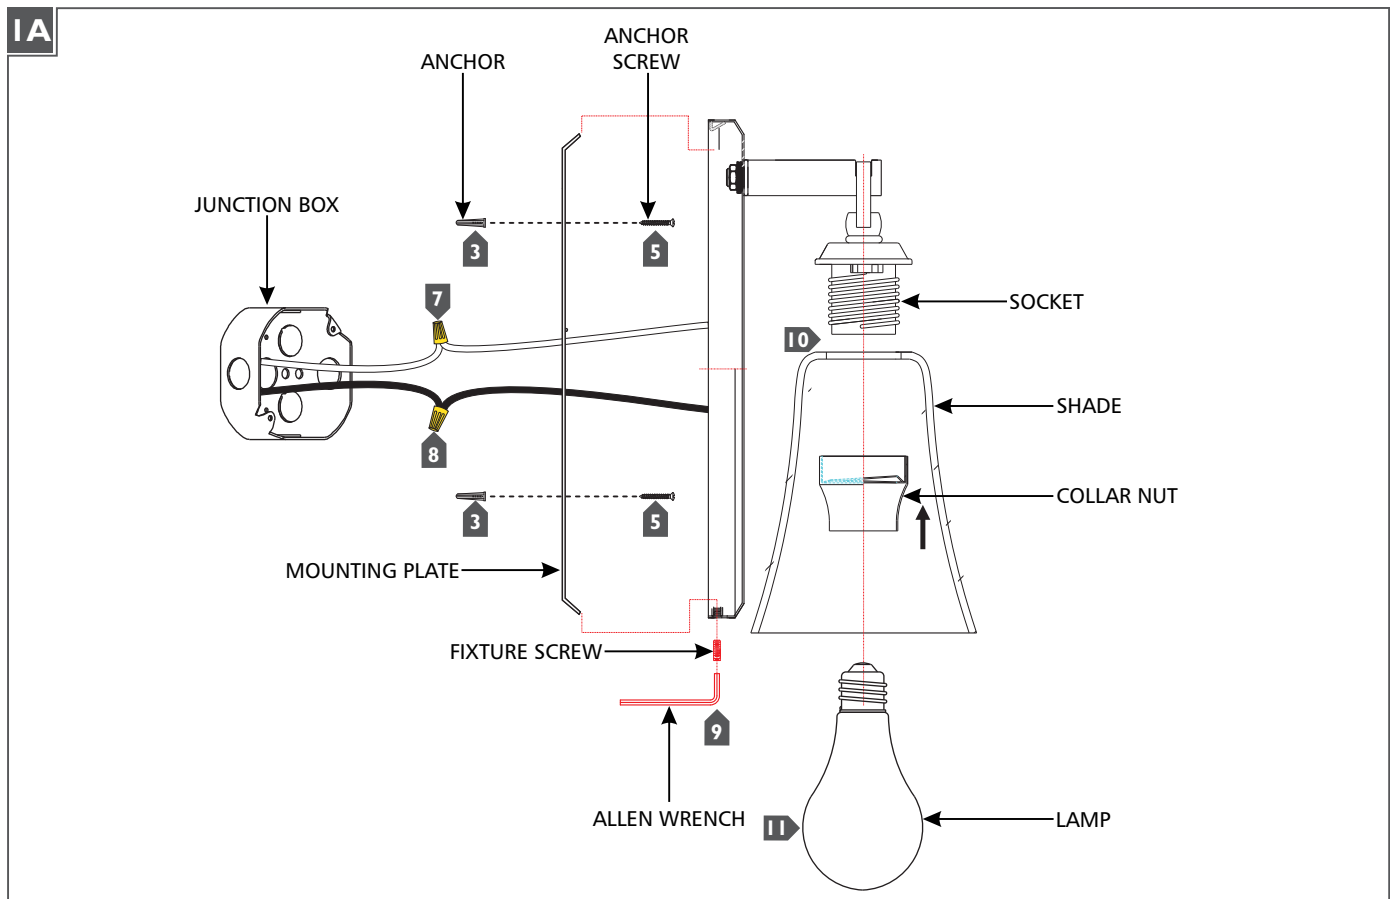 1A
ANCHOR
SCREW
ANCHOR
JUNCTION BOX
3
5
7
SOCKET
10
SHADE
8
COLLAR NUT
3
5
MOUNTING PLATE
FIXTURE SCREW
9
ALLEN WRENCH
11
LAMP